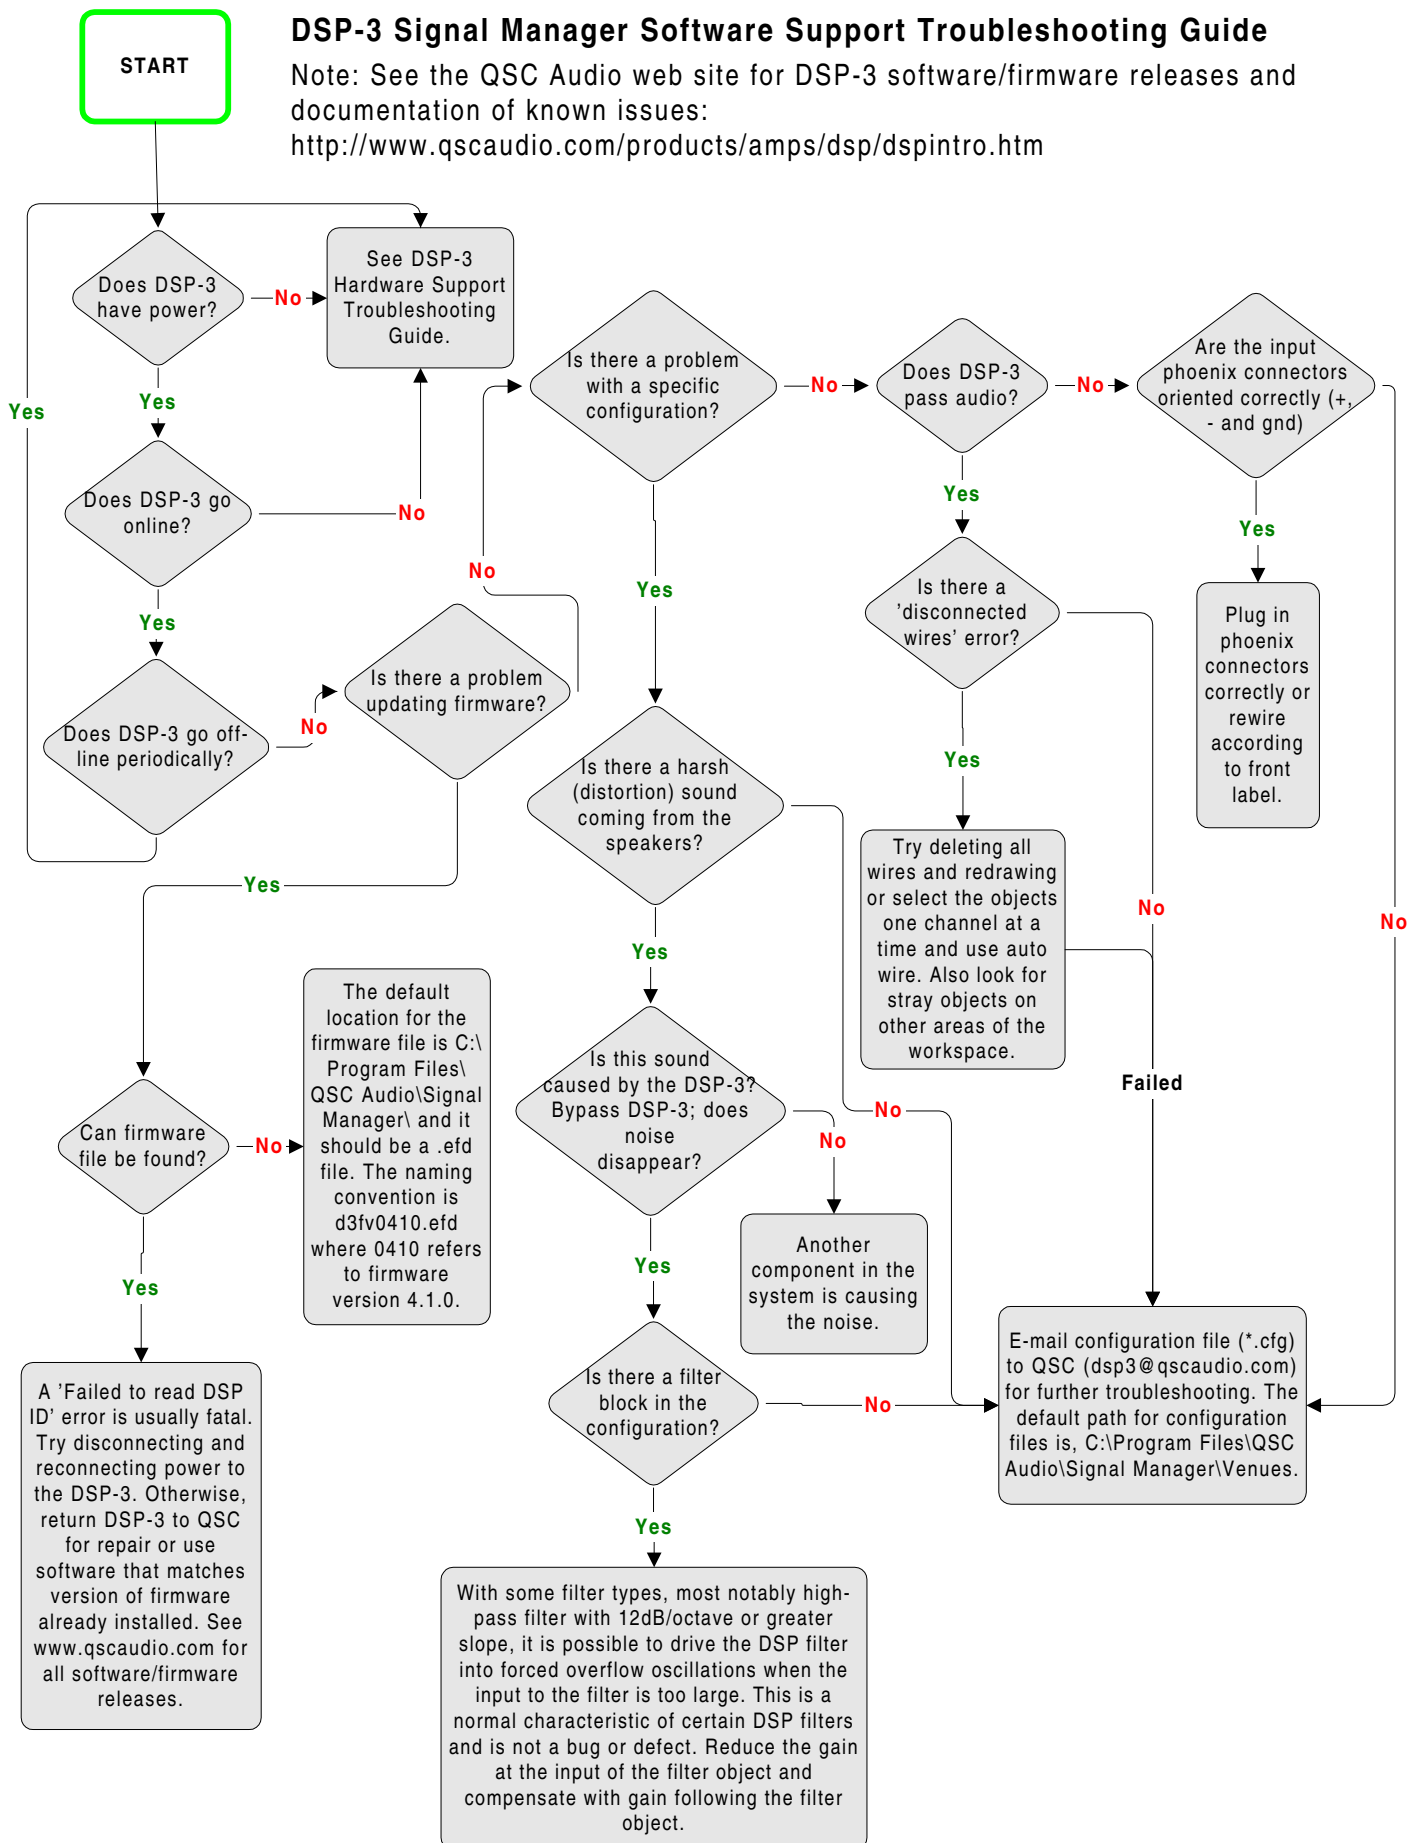 START
DSP-3 Signal Manager Software Support Troubleshooting Guide
Note: See the QSC Audio web site for DSP-3 software/firmware releases and
documentation of known issues:
http://www.qscaudio.com/products/amps/dsp/dspintro.htm
Does DSP-3
have power?
No
See DSP-3
Hardware Support
Troubleshooting
Guide.
Yes
Yes
Does DSP-3 go
online?
No
Yes
Does DSP-3 go off-
line periodically?
No
Is there a problem
updating firmware?
No
Yes
Can firmware
file be found?
No
The default
location for the
firmware file is C:\
Program Files\
QSC Audio\Signal
Manager\ and it
should be a .efd
file. The naming
convention is
d3fv0410.efd
where 0410 refers
to firmware
version 4.1.0.
Yes
A 'Failed to read DSP
ID' error is usually fatal.
Try disconnecting and
reconnecting power to
the DSP-3. Otherwise,
return DSP-3 to QSC
for repair or use
software that matches
version of firmware
already installed. See
www.qscaudio.com for
all software/firmware
releases.
Is there a problem
with a specific
configuration?
No
Yes
Is there a harsh
(distortion) sound
coming from the
speakers?
No
Yes
Is this sound
caused by the DSP-3?
Bypass DSP-3; does
noise
disappear?
No
Another
component in the
system is causing
the noise.
Yes
Is there a filter
block in the
configuration?
No
Yes
With some filter types, most notably high-
pass filter with 12dB/octave or greater
slope, it is possible to drive the DSP filter
into forced overflow oscillations when the
input to the filter is too large. This is a
normal characteristic of certain DSP filters
and is not a bug or defect. Reduce the gain
at the input of the filter object and
compensate with gain following the filter
object.
Does DSP-3
pass audio?
No
Yes
Is there a
'disconnected
wires' error?
No
Yes
Try deleting all
wires and redrawing
or select the objects
one channel at a
time and use auto
wire. Also look for
stray objects on
other areas of the
workspace.
Failed
Are the input
phoenix connectors
oriented correctly (+,
- and gnd)
No
Yes
Plug in
phoenix
connectors
correctly or
rewire
according
to front
label.
E-mail configuration file (*.cfg)
to QSC (dsp3@qscaudio.com)
for further troubleshooting. The
default path for configuration
files is, C:\Program Files\QSC
Audio\Signal Manager\Venues.